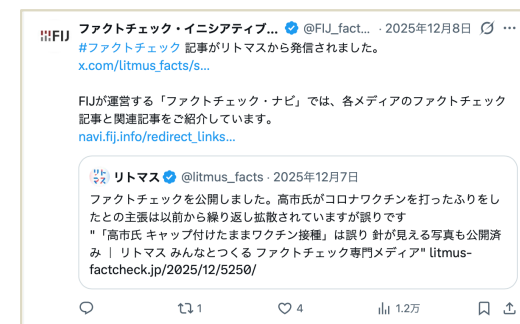 FIJ ファクトチェック・イニシアティブ... @FIJ_fact... · 2025年12月8日 ···
#ファクトチェック 記事がリトマスから発信されました。
x.com/litmus_facts/s...
FIJが運営する「ファクトチェック・ナビ」では、各メディアのファクトチェック
記事と関連記事をご紹介しています。
navi.fij.info/redirect_links...
リトマス リトマス @litmus_facts · 2025年12月7日
ファクトチェックを公開しました。高市氏がコロナワクチンを打ったふりをし
たとの主張は以前から繰り返し拡散されていますが誤りです
"「高市氏 キャップ付けたままワクチン接種」は誤り 針が見える写真も公開済
み ｜ リトマス みんなとつくる ファクトチェック専門メディア" litmus-
factcheck.jp/2025/12/5250/
1 4 1.2万